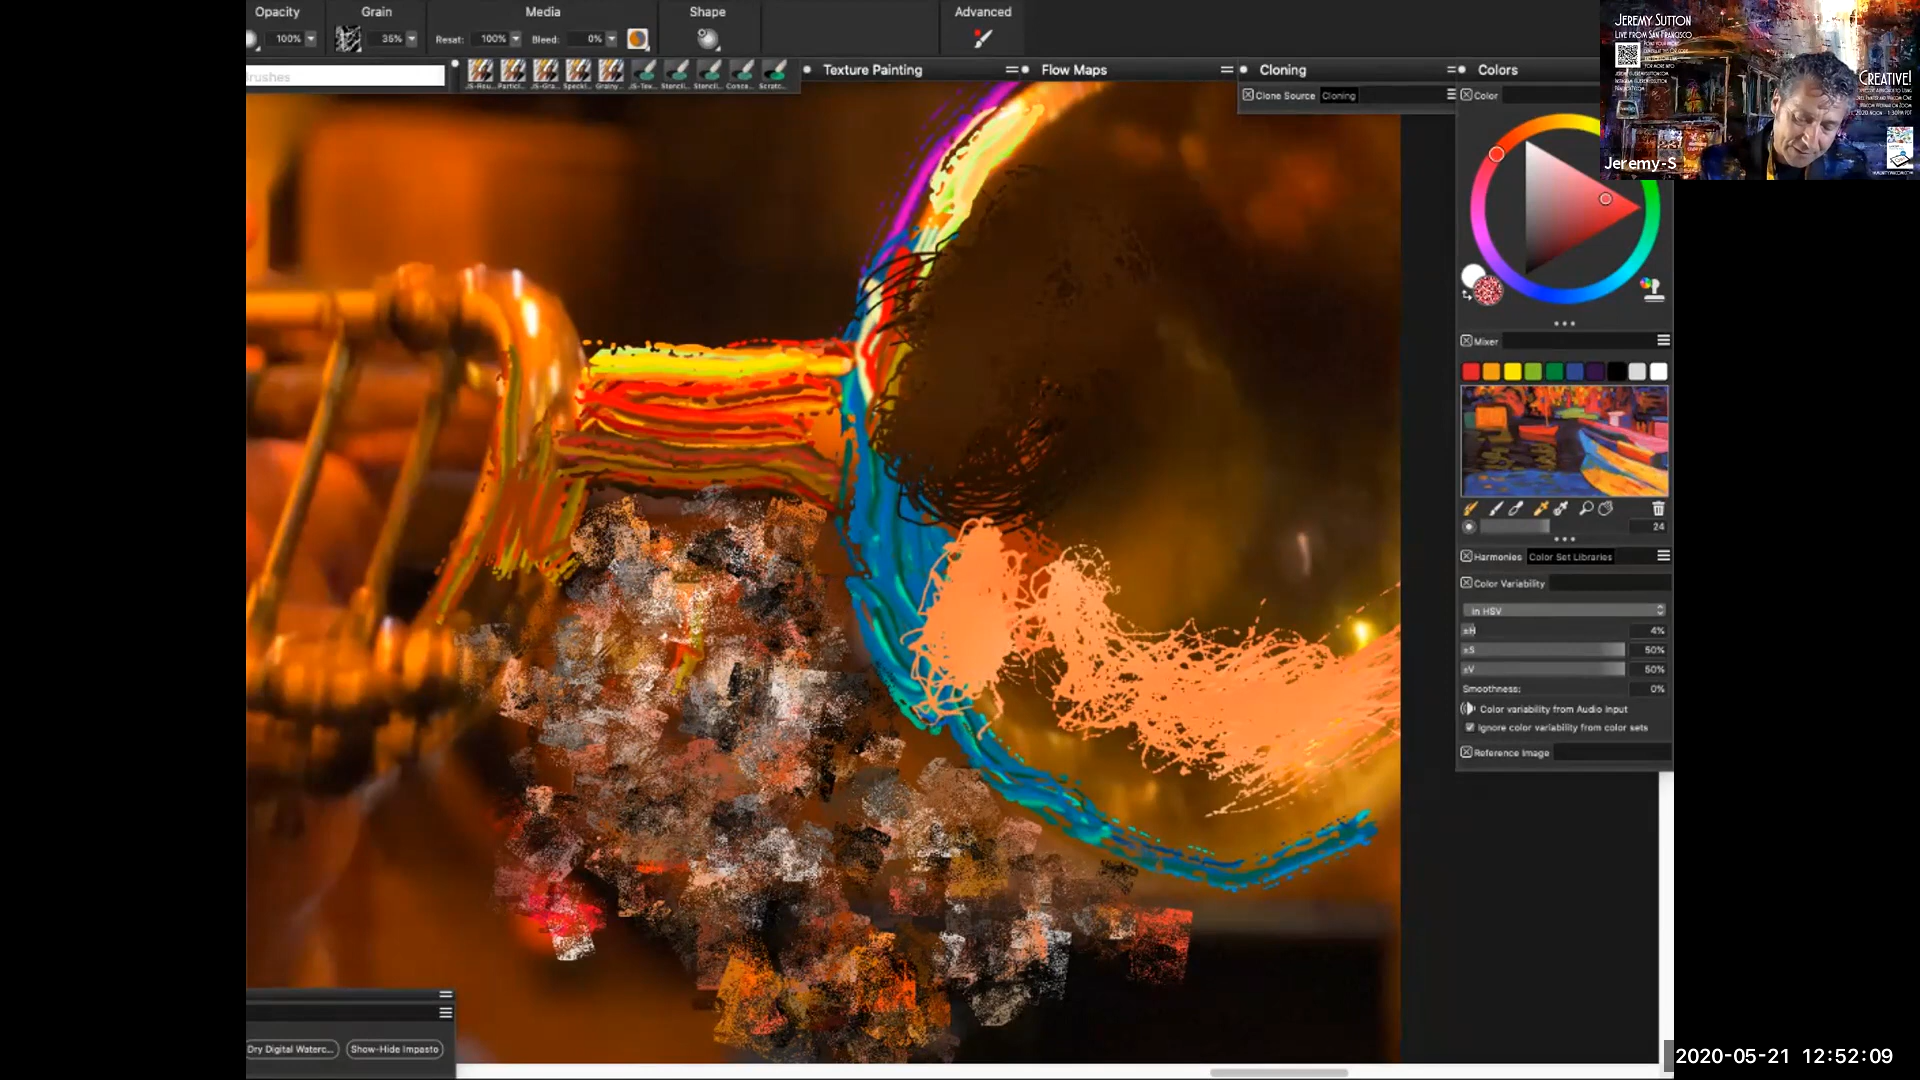 Opacity
Grain
Media
Shape
Advanced
100%
36%
Resat: 100%
Bleed: 0%
rushes
Texture Painting
Flow Maps
Cloning
Colors
Clone Source
Cloning
Color
JEREMY SUTTON
LIVE FROM SAN FRANCISCO
CREATIVE!
Jeremy-S
Mixer
24
Harmonies
Color Set Libraries
Color Variability
in HSV
±H 4%
±S 50%
±V 50%
Smoothness: 0%
Color variability from Audio Input
Ignore color variability from color sets
Reference Image
Dry Digital Waterc...
Show-Hide Impasto
2020-05-21 12:52:09